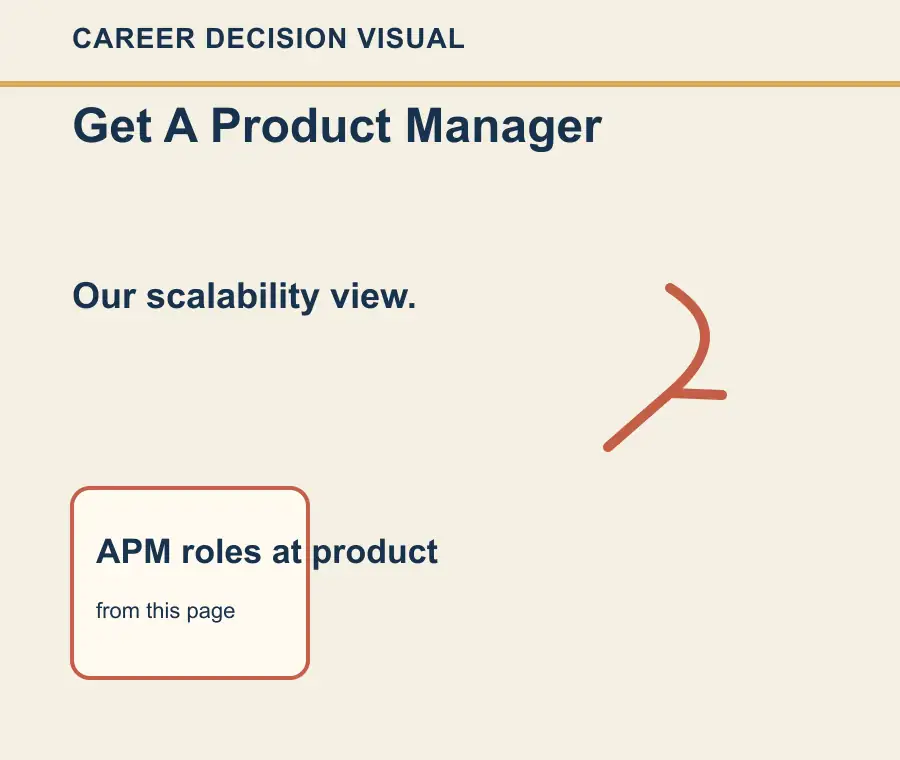 CAREER DECISION VISUAL
Get A Product Manager
Our scalability view.
APM roles at product
from this page